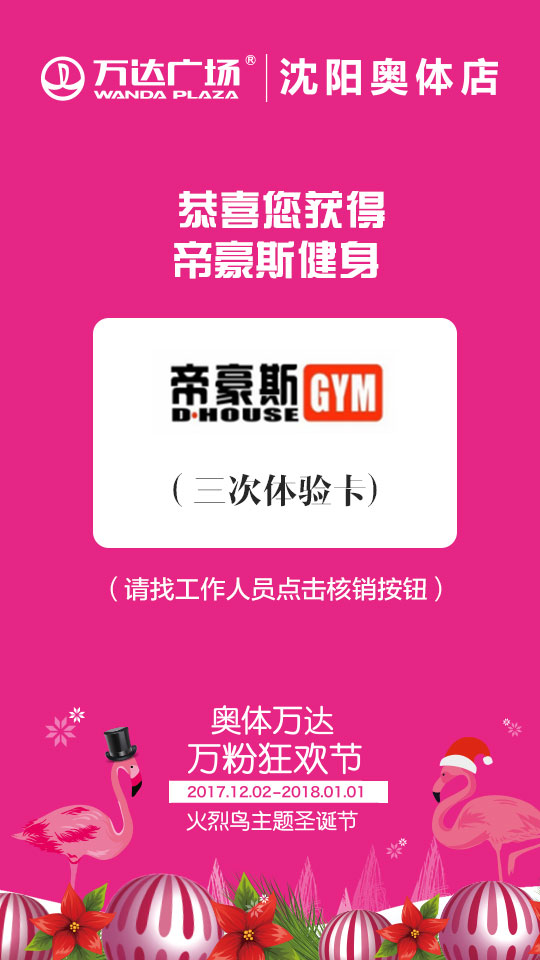 万达广场® 沈阳奥体店
WANDA PLAZA
恭喜您获得
帝豪斯健身
帝豪斯 GYM
D·HOUSE
（三次体验卡）
（请找工作人员点击核销按钮）
奥体万达
万粉狂欢节
2017.12.02-2018.01.01
火烈鸟主题圣诞节